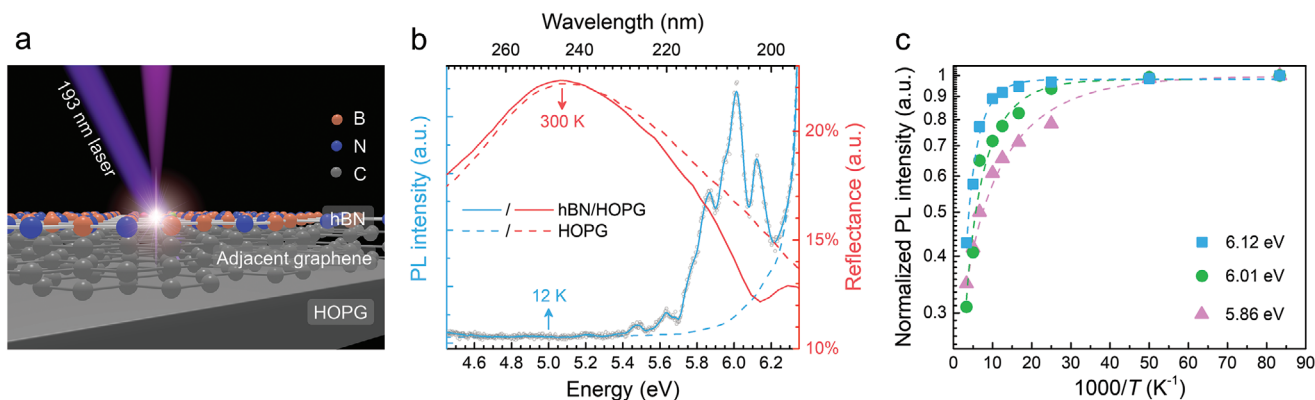 a
193 nm laser
B
N
C
hBN
Adjacent graphene
HOPG
b
Wavelength (nm)
260 240 220 200
PL intensity (a.u.)
300 K
/ hBN/HOPG
/ HOPG
12 K
20%
15%
10%
Reflectance (a.u.)
4.6 4.8 5.0 5.2 5.4 5.6 5.8 6.0 6.2
Energy (eV)
c
Normalized PL intensity (a.u.)
1
0.9
0.8
0.7
0.6
0.5
0.4
0.3
6.12 eV
6.01 eV
5.86 eV
0 10 20 30 40 50 60 70 80 90
1000/T (K⁻¹)